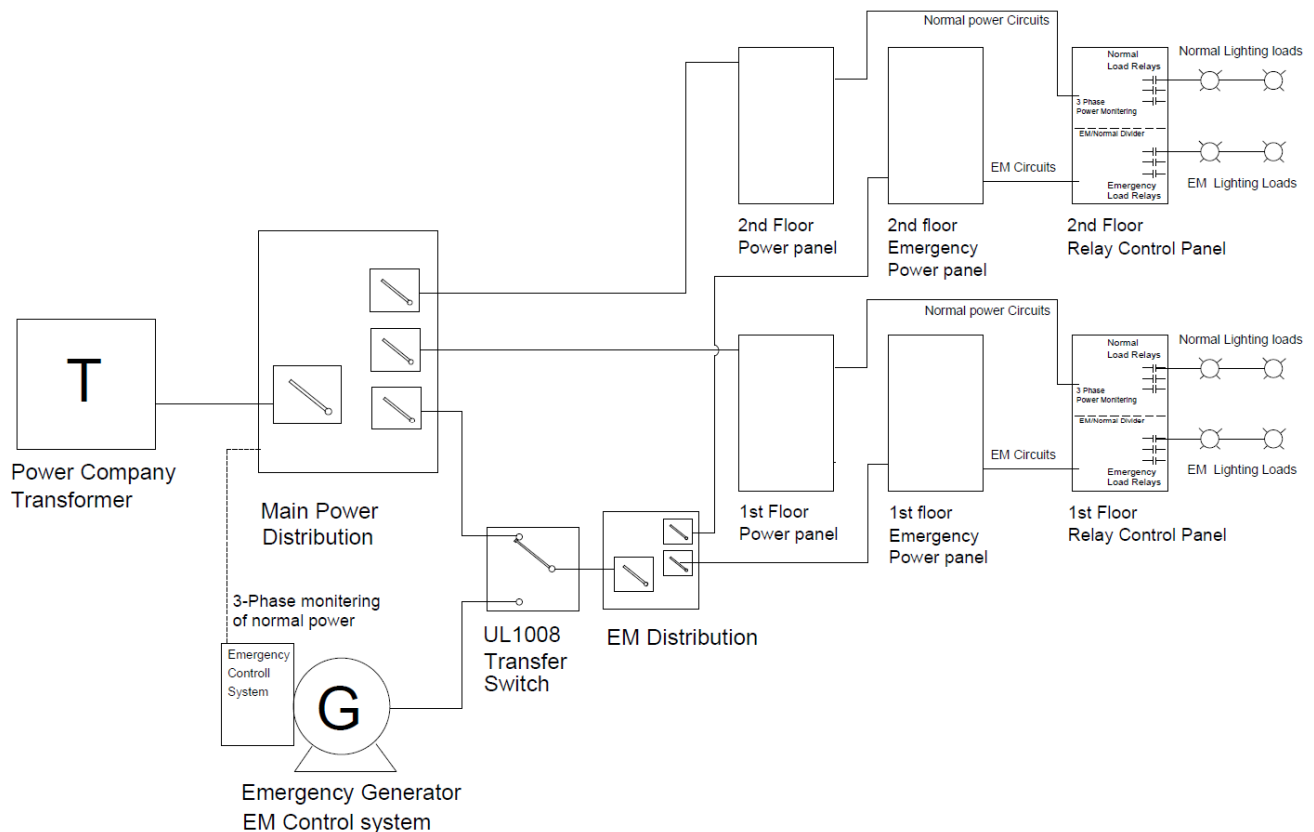 Normal power Circuits
Normal
Load Relays
Normal Lighting loads
3 Phase
Power Monitering
EM/Normal Divider
EM Circuits
Emergency
Load Relays
EM  Lighting Loads
2nd Floor
Power panel
2nd floor
Emergency
Power panel
2nd Floor
Relay Control Panel
Normal power Circuits
Normal
Load Relays
Normal Lighting loads
3 Phase
Power Monitoring
EM/Normal Divider
EM Circuits
Emergency
Load Relays
EM  Lighting Loads
1st Floor
Power panel
1st floor
Emergency
Power panel
1st Floor
Relay Control Panel
T
Power Company
Transformer
Main Power
Distribution
3-Phase monitering
of normal power
UL1008
Transfer
Switch
EM Distribution
Emergency
Controll
System
G
Emergency Generator
EM Control system